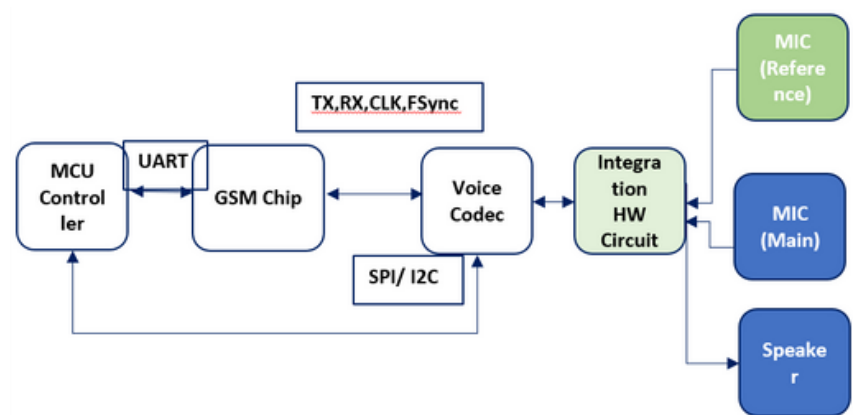 MIC
(Refere
nce)
TX,RX,CLK,FSync
UART
MCU
Control
ler
GSM Chip
Voice
Codec
Integra
tion
HW
Circuit
MIC
(Main)
SPI/ I2C
Speake
r